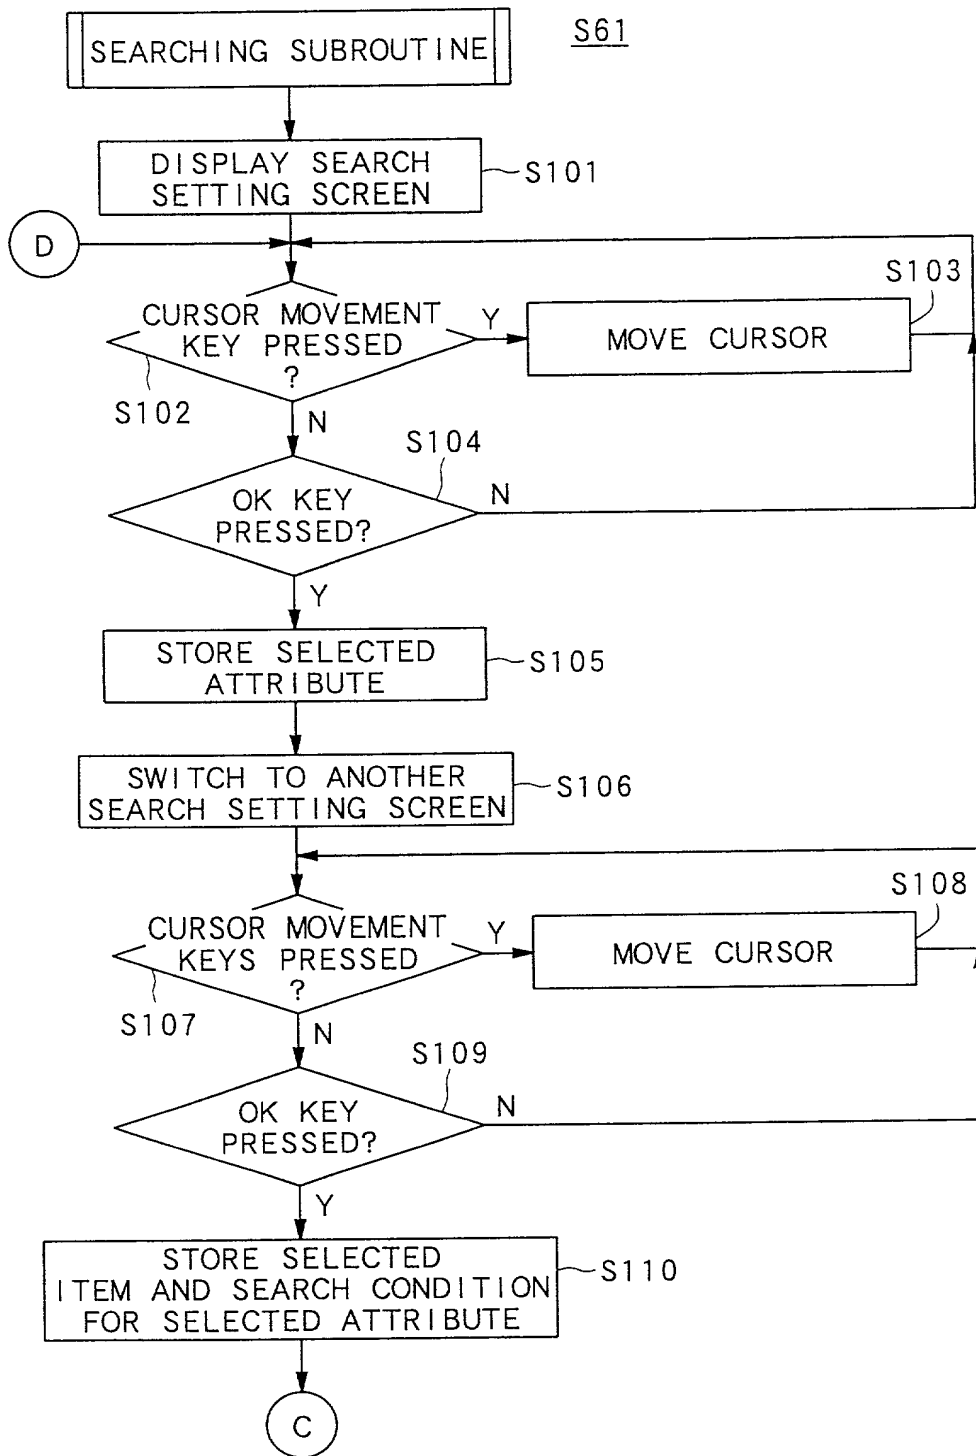 SEARCHING SUBROUTINE
S61
DISPLAY SEARCH
SETTING SCREEN
S101
D
CURSOR MOVEMENT
KEY PRESSED
?
S102
Y
MOVE CURSOR
S103
N
S104
OK KEY
PRESSED?
N
Y
STORE SELECTED
ATTRIBUTE
S105
SWITCH TO ANOTHER
SEARCH SETTING SCREEN
S106
CURSOR MOVEMENT
KEYS PRESSED
?
S107
Y
MOVE CURSOR
S108
N
S109
OK KEY
PRESSED?
N
Y
STORE SELECTED
ITEM AND SEARCH CONDITION
FOR SELECTED ATTRIBUTE
S110
C